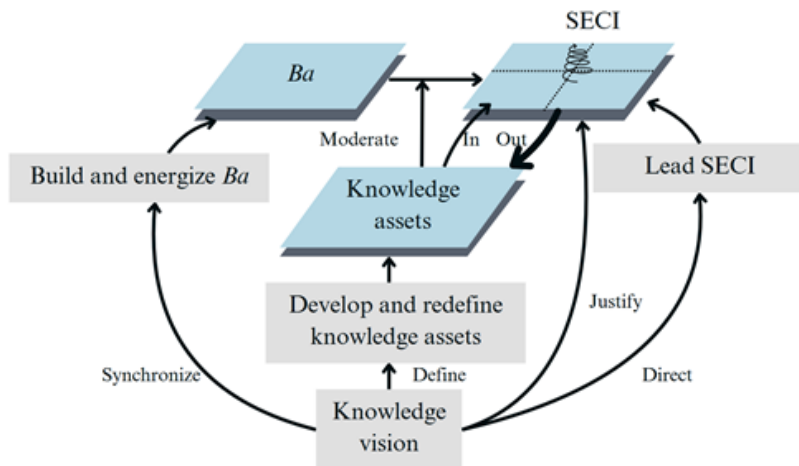 SECI
Ba
Moderate
In Out
Build and energize Ba
Knowledge
assets
Lead SECI
Develop and redefine
knowledge assets
Justify
Synchronize
Define
Direct
Knowledge
vision